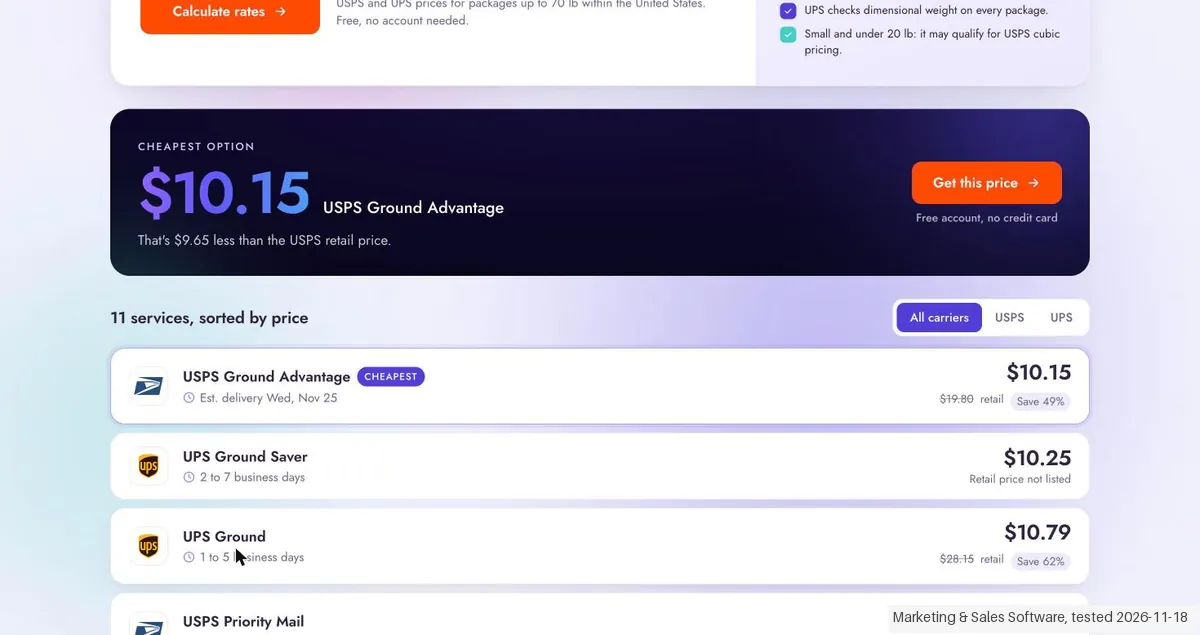 Calculate rates →
USPS and UPS prices for packages up to 70 lb within the United States.
Free, no account needed.
UPS checks dimensional weight on every package.
Small and under 20 lb: it may qualify for USPS cubic
pricing.
CHEAPEST OPTION
$10.15 USPS Ground Advantage
That's $9.65 less than the USPS retail price.
Get this price →
Free account, no credit card
11 services, sorted by price
All carriers USPS UPS
USPS Ground Advantage CHEAPEST
Est. delivery Wed, Nov 25
$10.15
$19.80 retail Save 49%
ups
UPS Ground Saver
2 to 7 business days
$10.25
Retail price not listed
ups
UPS Ground
1 to 5 business days
$10.79
$28.15 retail Save 62%
USPS Priority Mail
Marketing & Sales Software, tested 2026-11-18